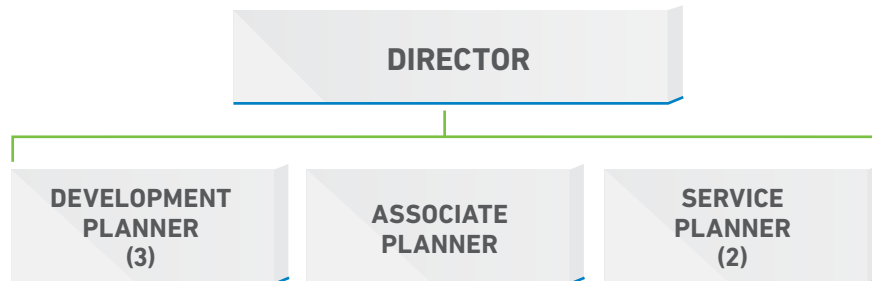 DIRECTOR
DEVELOPMENT
PLANNER
(3)
ASSOCIATE
PLANNER
SERVICE
PLANNER
(2)